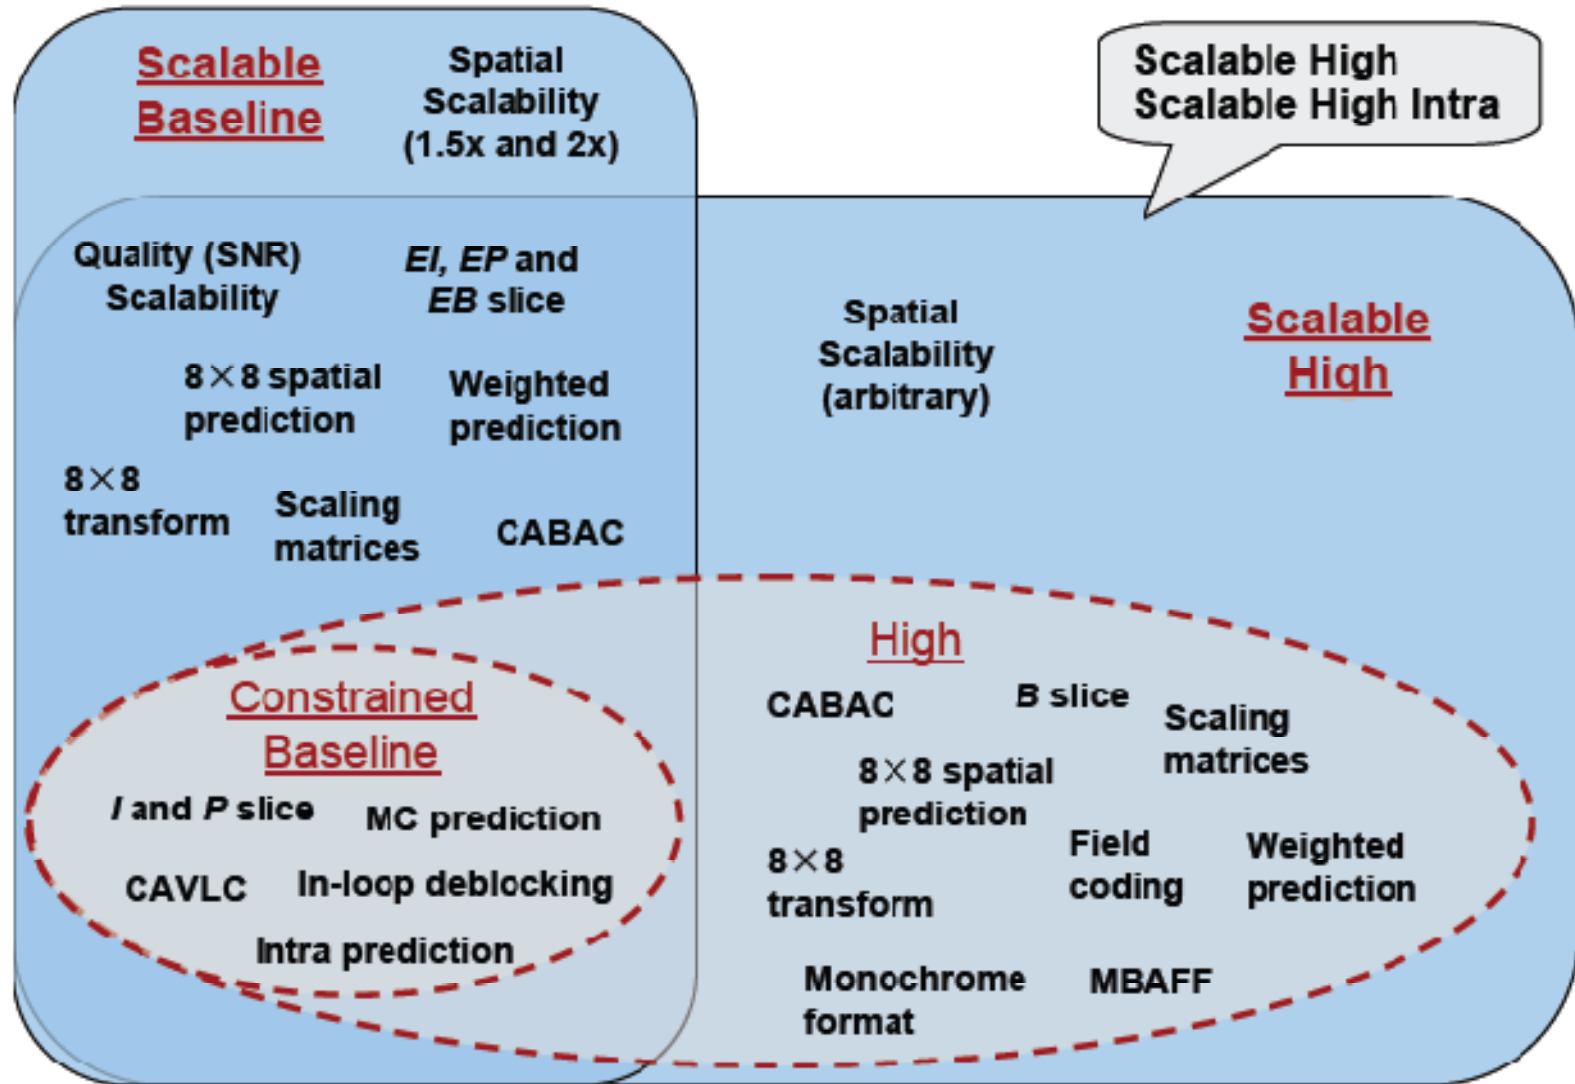 Scalable
Baseline
Spatial
Scalability
(1.5x and 2x)
Scalable High
Scalable High Intra
Quality (SNR)
Scalability
EI, EP and
EB slice
8×8 spatial
prediction
Weighted
prediction
8×8
transform
Scaling
matrices
CABAC
Spatial
Scalability
(arbitrary)
Scalable
High
Constrained
Baseline
I and P slice
MC prediction
CAVLC
In-loop deblocking
Intra prediction
High
CABAC
B slice
Scaling
matrices
8×8 spatial
prediction
8×8
transform
Field
coding
Weighted
prediction
Monochrome
format
MBAFF